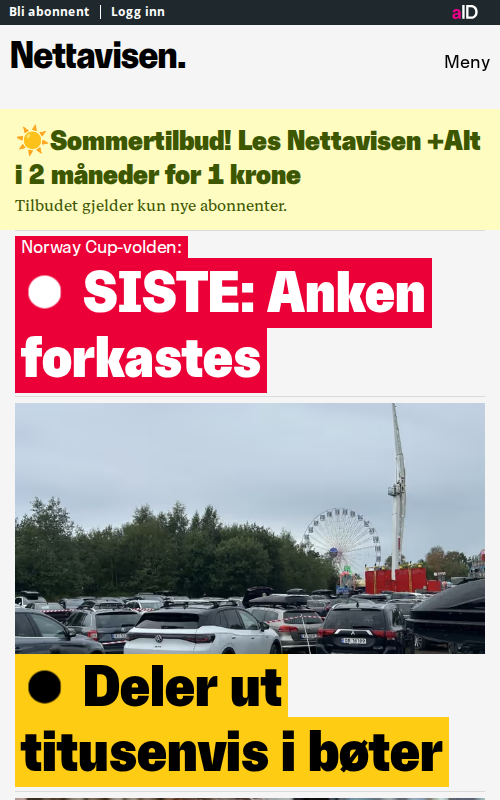 Bli abonnent | Logg inn
aID
Nettavisen.
Meny
☀️Sommertilbud! Les Nettavisen +Alt
i 2 måneder for 1 krone
Tilbudet gjelder kun nye abonnenter.
Norway Cup-volden:
SISTE: Anken
forkastes
Deler ut
titusenvis i bøter